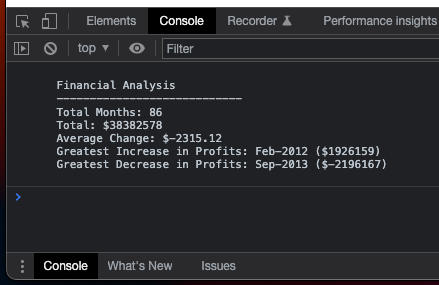 Elements Console Recorder Performance insights
top Filter
Financial Analysis
----------------------------
Total Months: 86
Total: $38382578
Average Change: $-2315.12
Greatest Increase in Profits: Feb-2012 ($1926159)
Greatest Decrease in Profits: Sep-2013 ($-2196167)
>
Console What's New Issues